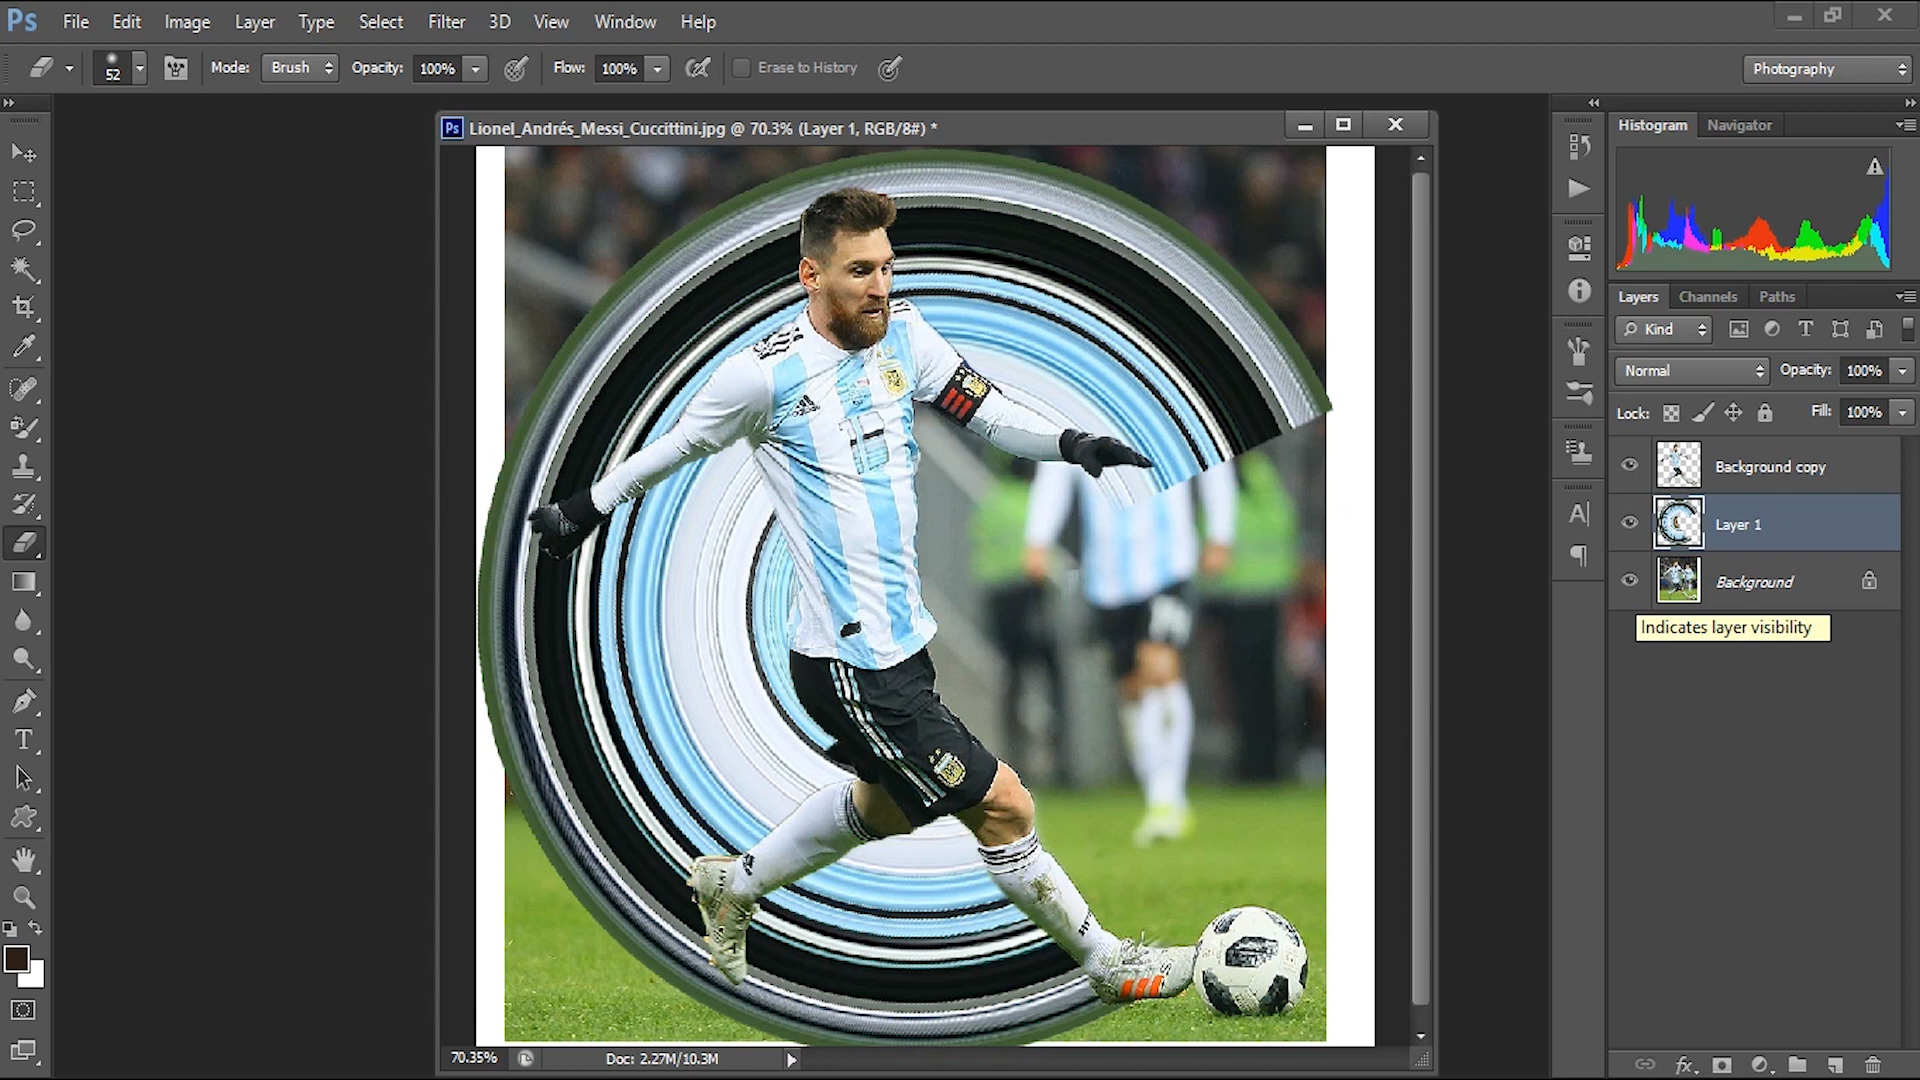 Ps File Edit Image Layer Type Select Filter 3D View Window Help
52 Mode: Brush Opacity: 100% Flow: 100% Erase to History Photography
Ps Lionel_Andrés_Messi_Cuccittini.jpg @ 70.3% (Layer 1, RGB/8#) *
Histogram Navigator
Layers Channels Paths
Kind
Normal Opacity: 100%
Lock: Fill: 100%
Background copy
Layer 1
Background
Indicates layer visibility
70.35% Doc: 2.27M/10.3M